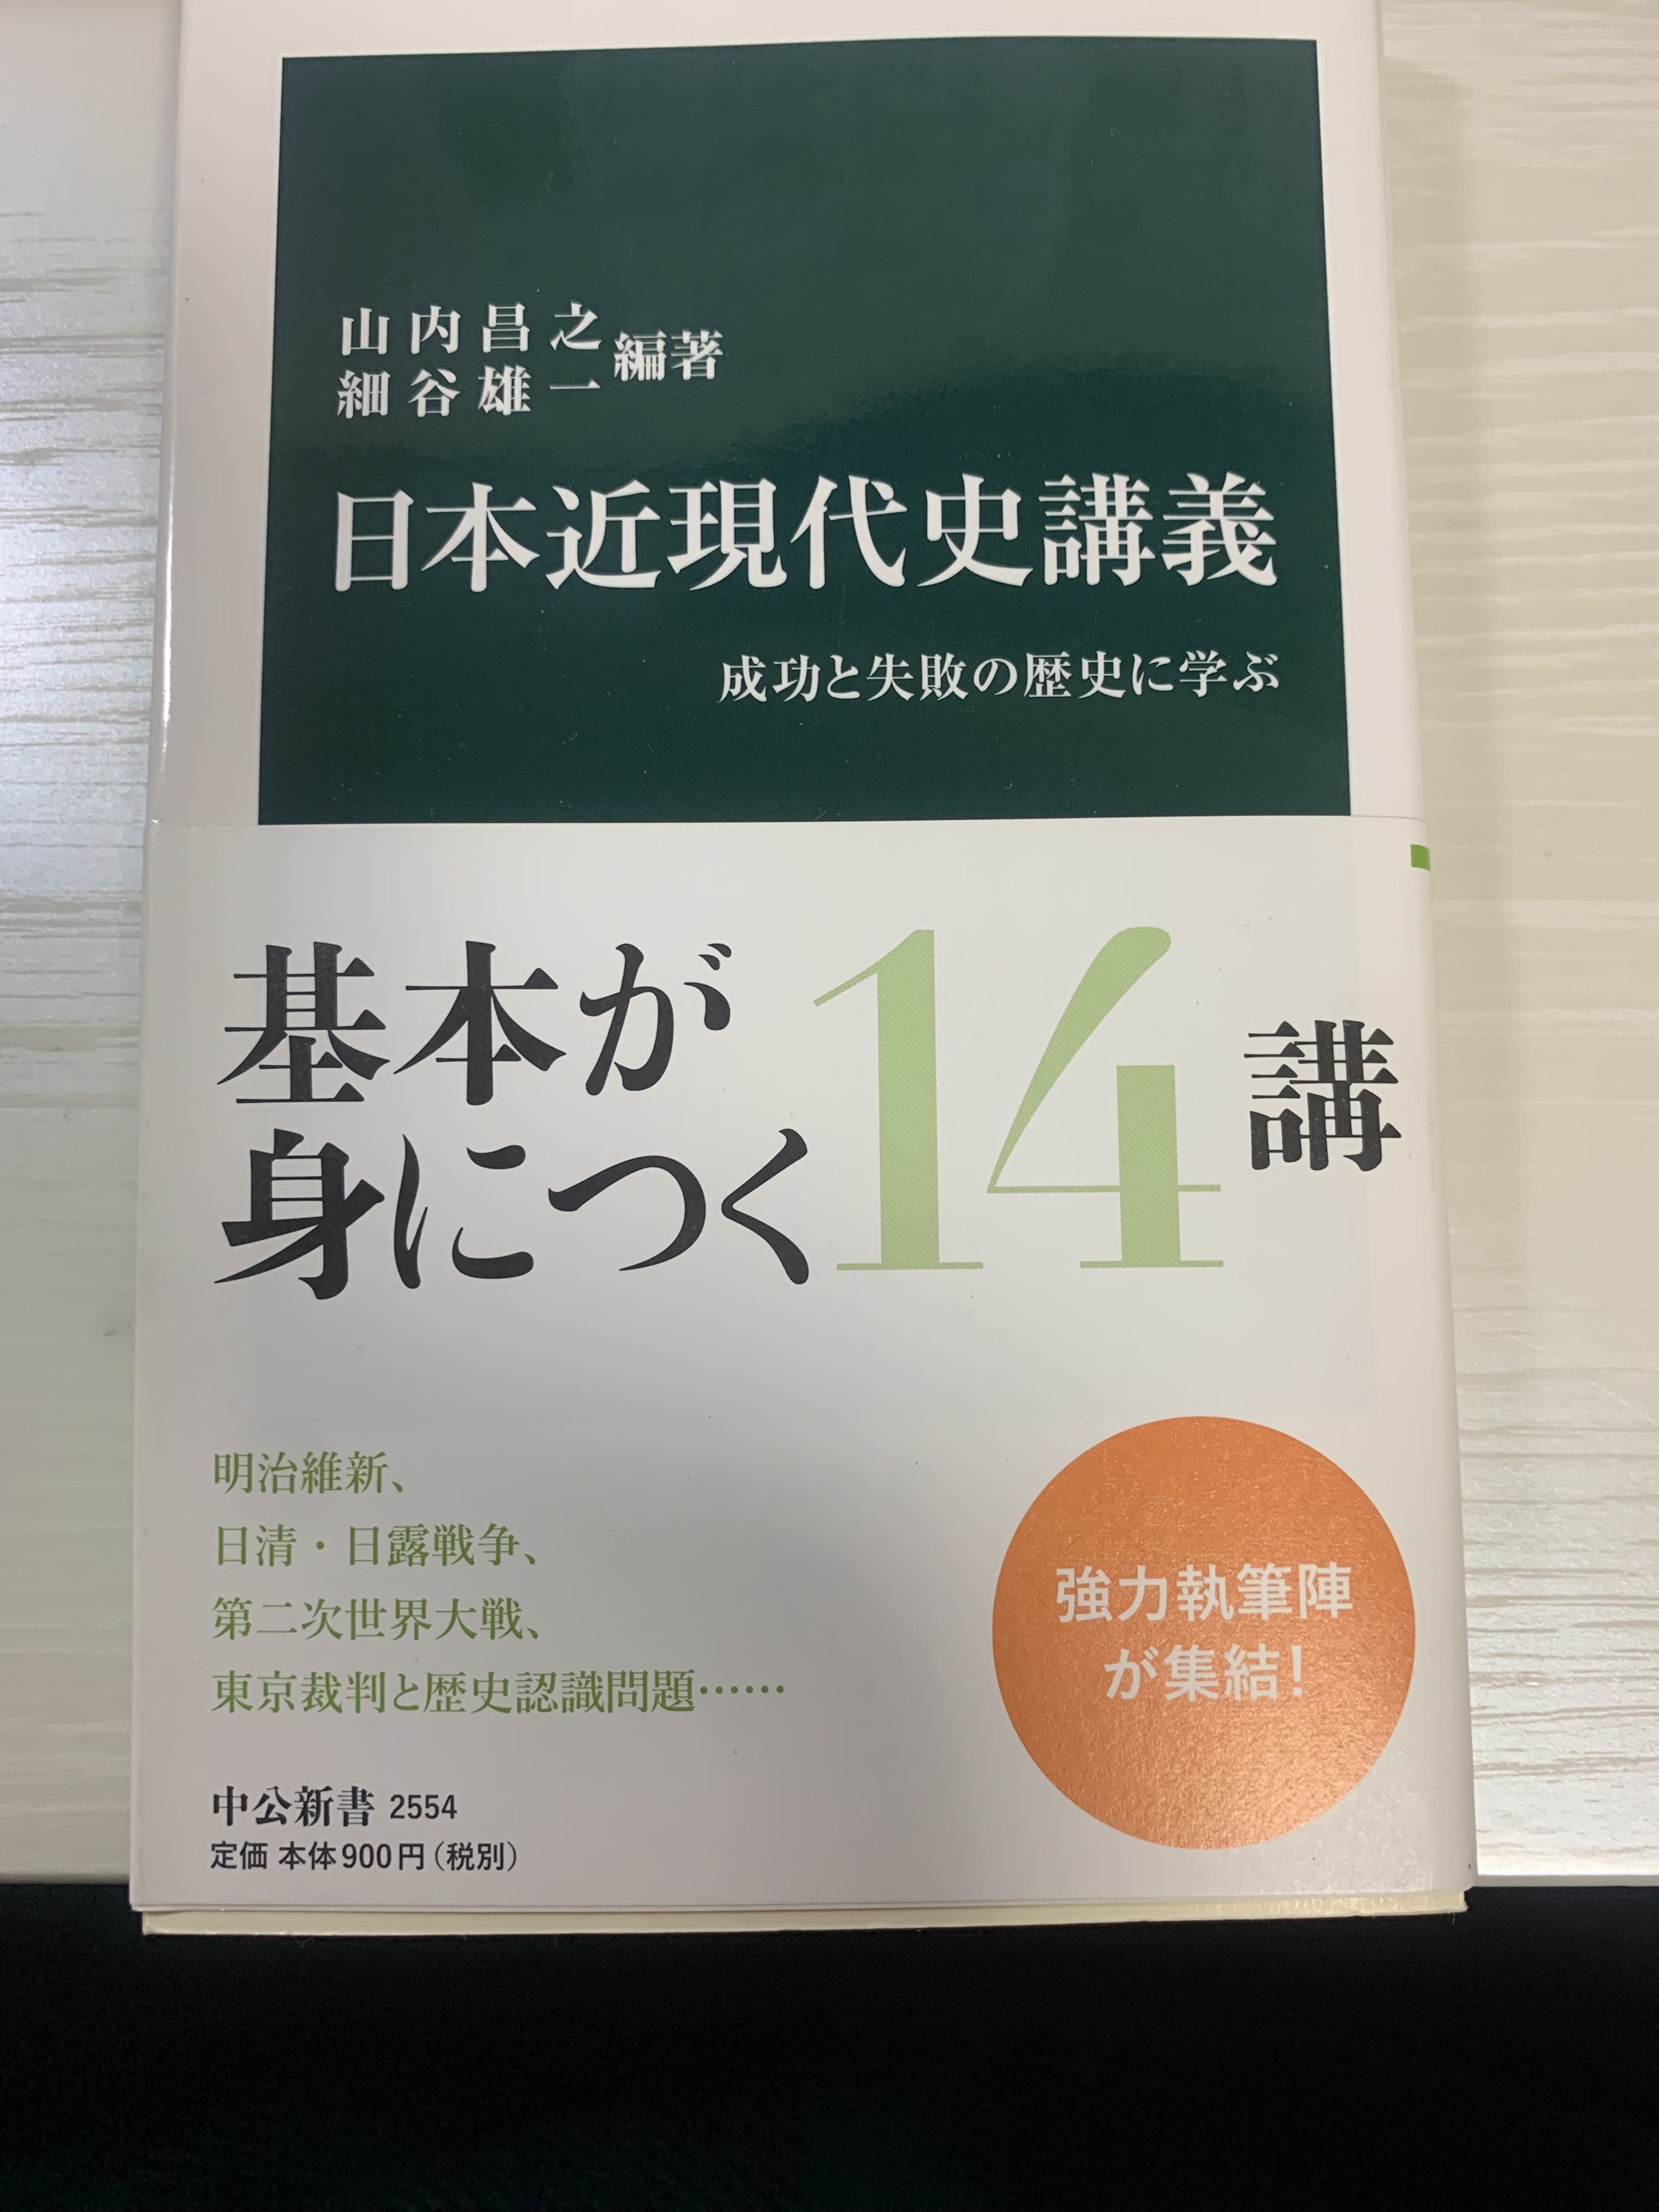 山内昌之
細谷雄一
編著
日本近現代史講義
成功と失敗の歴史に学ぶ
基本が
身につく
14
講
明治維新、
日清・日露戦争、
第二次世界大戦、
東京裁判と歴史認識問題……
強力執筆陣
が集結!
中公新書 2554
定価 本体900円(税別)